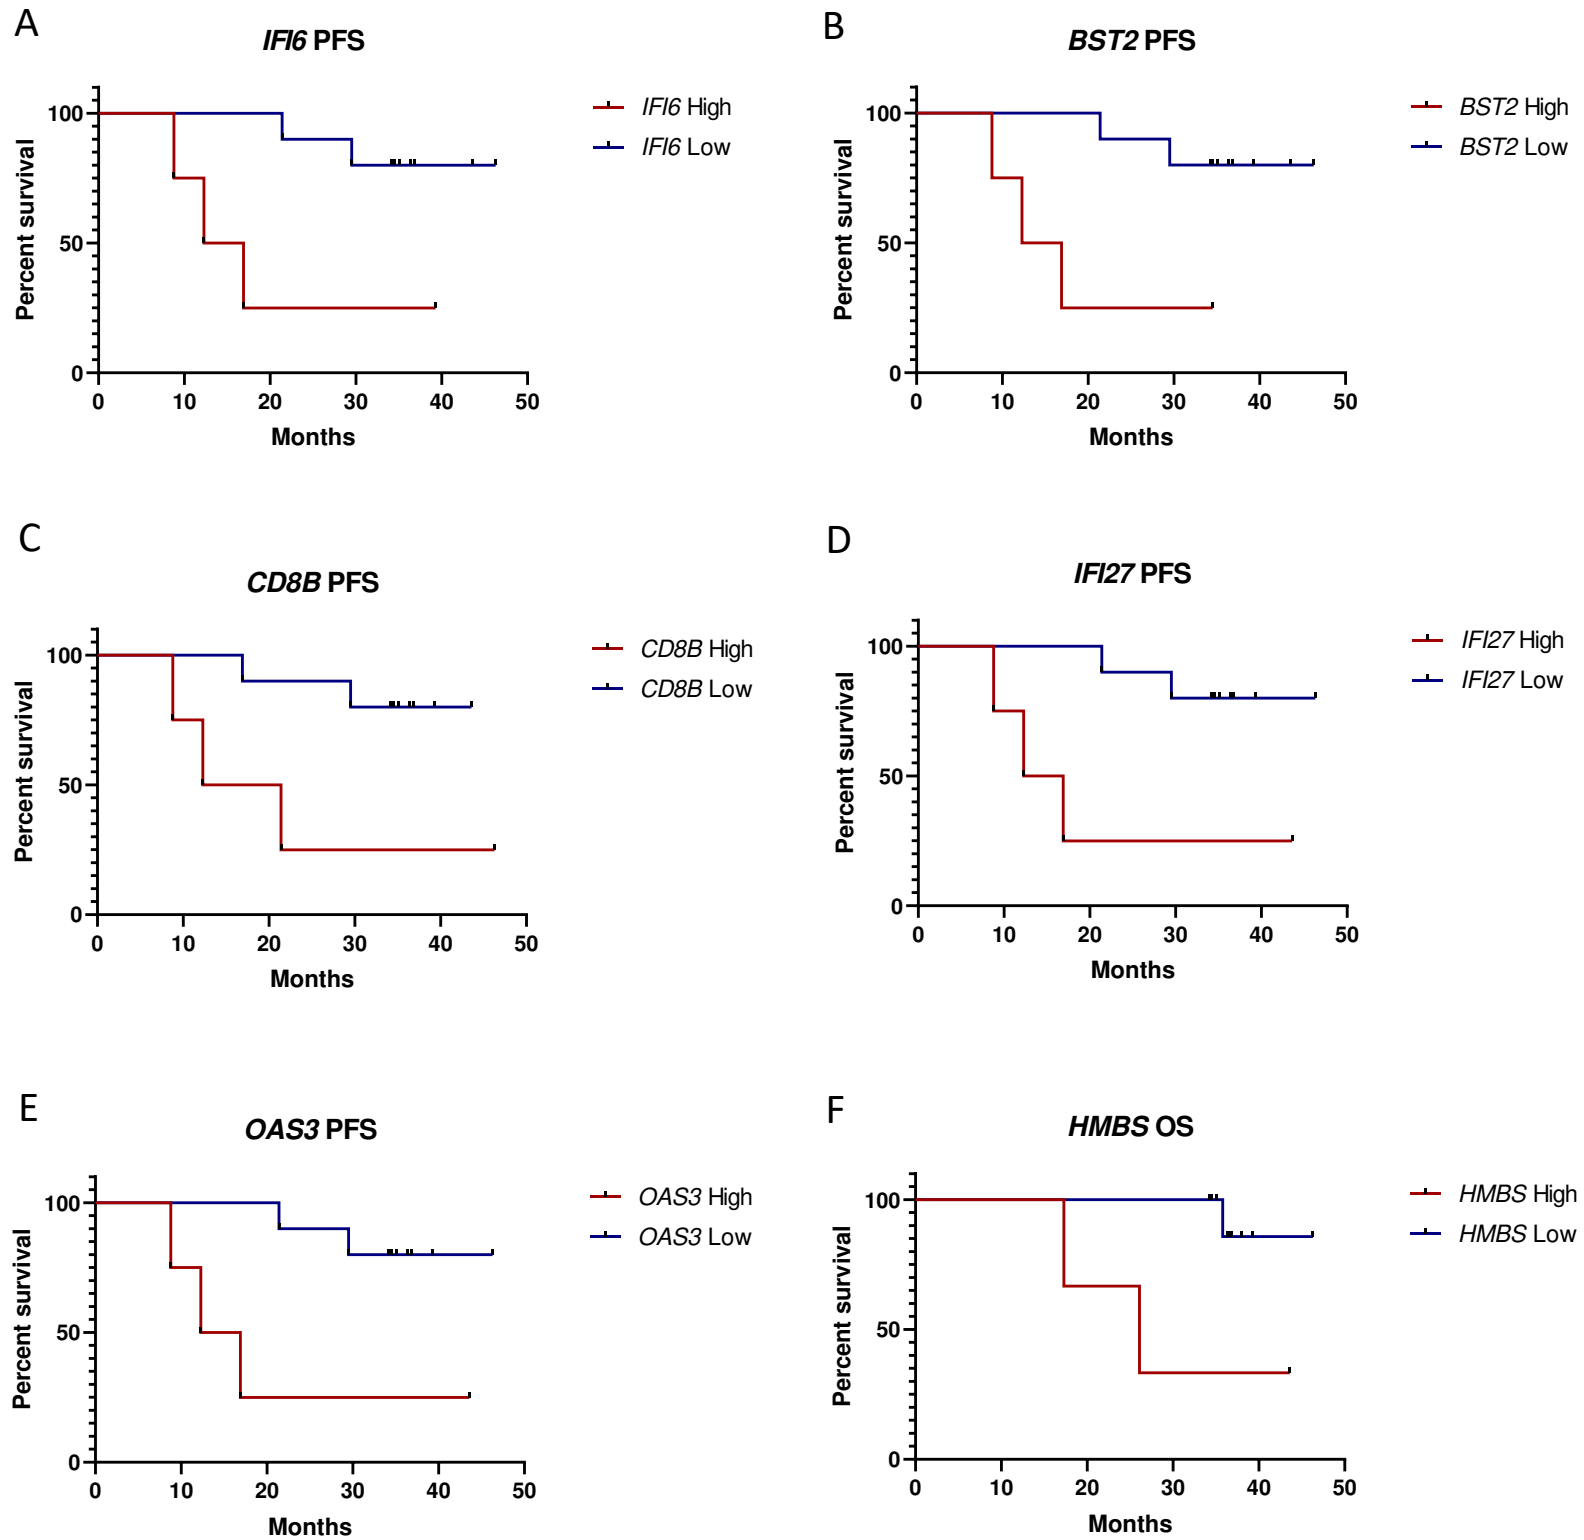 A
IFI6 PFS
100
50
0
0 10 20 30 40 50
Percent survival
Months
IFI6 High
IFI6 Low
B
BST2 PFS
100
50
0
0 10 20 30 40 50
Percent survival
Months
BST2 High
BST2 Low
C
CD8B PFS
100
50
0
0 10 20 30 40 50
Percent survival
Months
CD8B High
CD8B Low
D
IFI27 PFS
100
50
0
0 10 20 30 40 50
Percent survival
Months
IFI27 High
IFI27 Low
E
OAS3 PFS
100
50
0
0 10 20 30 40 50
Percent survival
Months
OAS3 High
OAS3 Low
F
HMBS OS
100
50
0
0 10 20 30 40 50
Percent survival
Months
HMBS High
HMBS Low